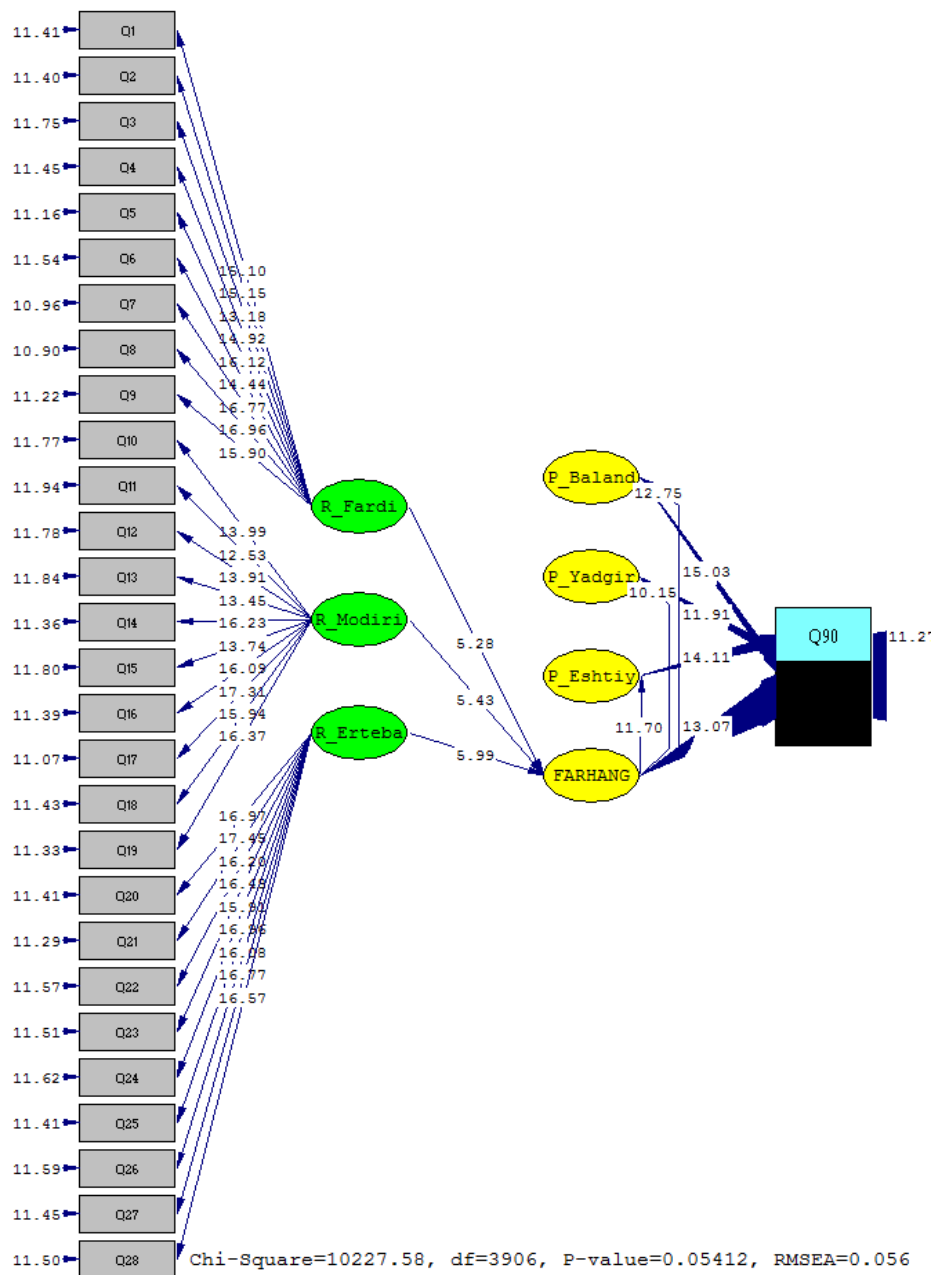 11.41 Q1
11.40 Q2
11.75 Q3
11.45 Q4
11.16 Q5
11.54 Q6
10.96 Q7
10.90 Q8
11.22 Q9
11.77 Q10
11.94 Q11
11.78 Q12
11.84 Q13
11.36 Q14
11.80 Q15
11.39 Q16
11.07 Q17
11.43 Q18
11.33 Q19
11.41 Q20
11.29 Q21
11.57 Q22
11.51 Q23
11.62 Q24
11.41 Q25
11.59 Q26
11.45 Q27
11.50 Q28
15.10
15.15
13.18
14.92
16.12
14.44
16.77
16.96
15.90
13.99
12.53
13.91
13.45
16.23
13.74
16.09
17.31
15.94
16.37
16.97
17.45
16.20
16.48
15.91
16.96
16.08
16.77
16.57
R_Fardi
R_Modiri
R_Erteba
5.28
5.43
5.99
P_Baland
P_Yadgir
P_Eshtiy
FARHANG
12.75
10.15
11.70
15.03
11.91
14.11
13.07
Q90
11.27
Chi-Square=10227.58, df=3906, P-value=0.05412, RMSEA=0.056